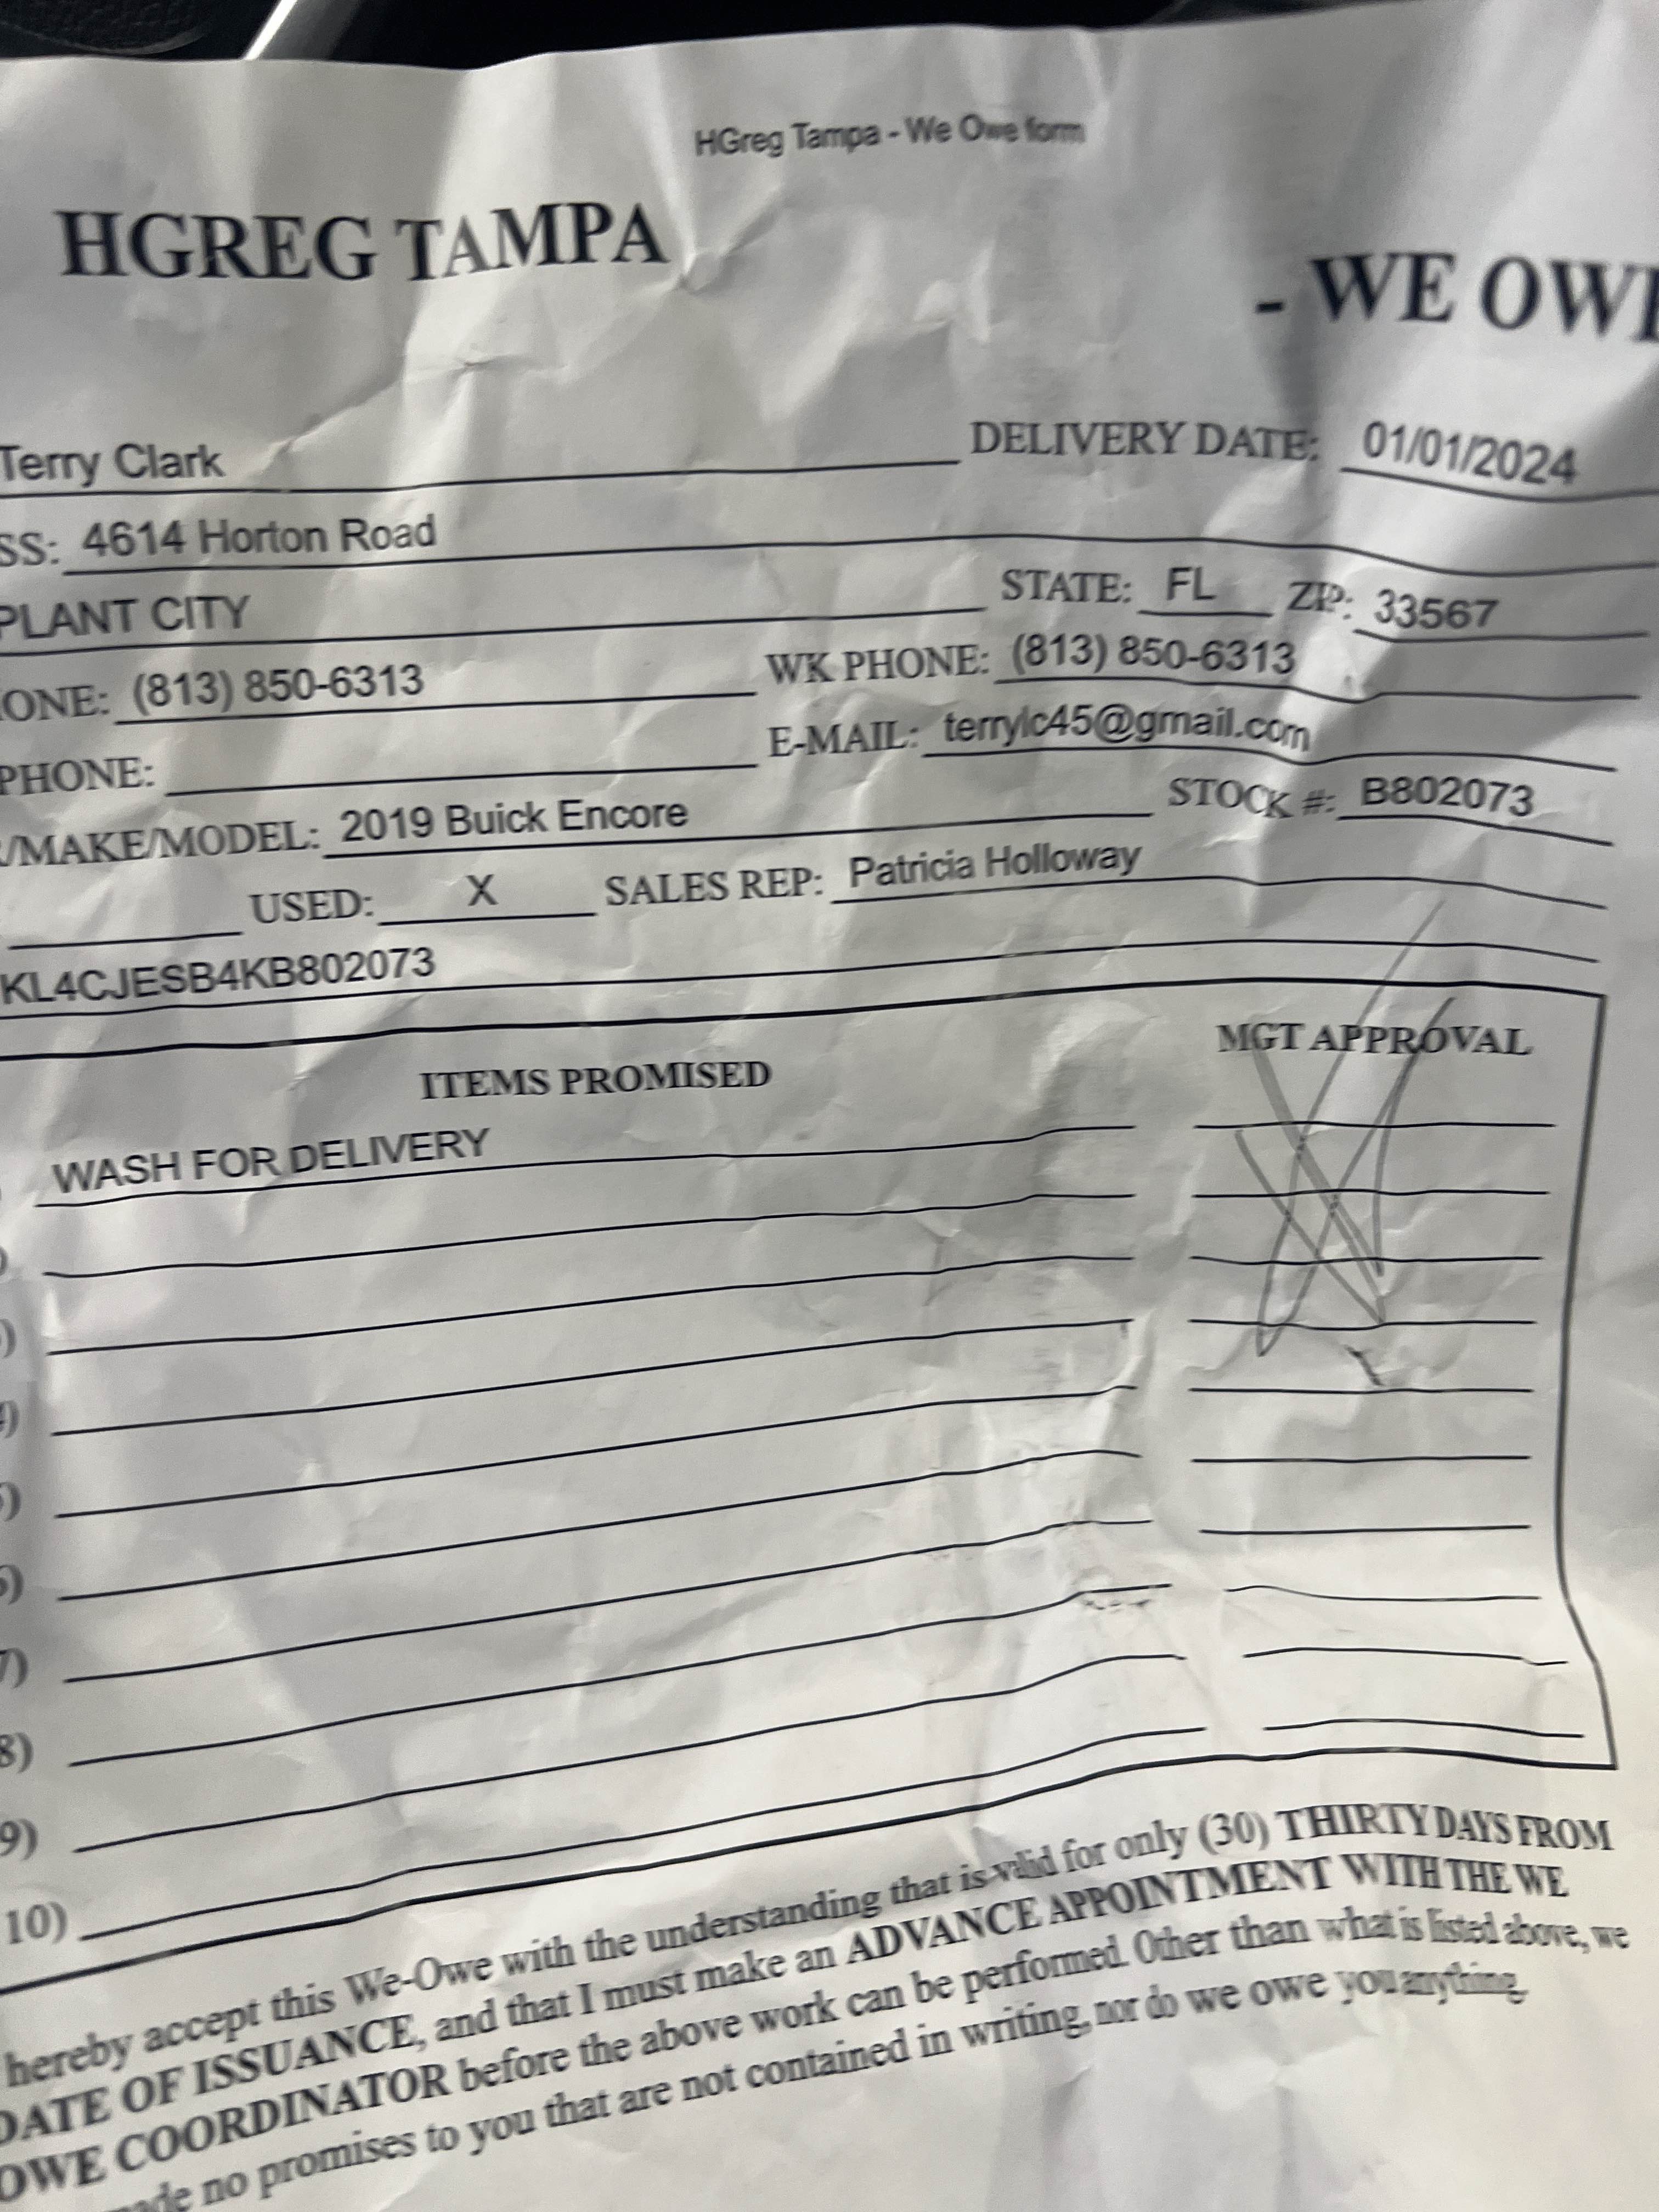 HGreg Tampa - We Owe form
HGREG TAMPA - WE OWE
Terry Clark DELIVERY DATE: 01/01/2024
SS: 4614 Horton Road
PLANT CITY STATE: FL ZIP: 33567
ONE: (813) 850-6313 WK PHONE: (813) 850-6313
PHONE: E-MAIL: terrylc45@gmail.com
/MAKE/MODEL: 2019 Buick Encore STOCK #: B802073
USED: X SALES REP: Patricia Holloway
KL4CJESB4KB802073
ITEMS PROMISED MGT APPROVAL
) WASH FOR DELIVERY
)
)
4)
5)
6)
7)
8)
9)
10)
hereby accept this We-Owe with the understanding that is valid for only (30) THIRTY DAYS FROM
DATE OF ISSUANCE, and that I must make an ADVANCE APPOINTMENT WITH THE WE
OWE COORDINATOR before the above work can be performed. Other than what is listed above, we
made no promises to you that are not contained in writing, nor do we owe you anything.